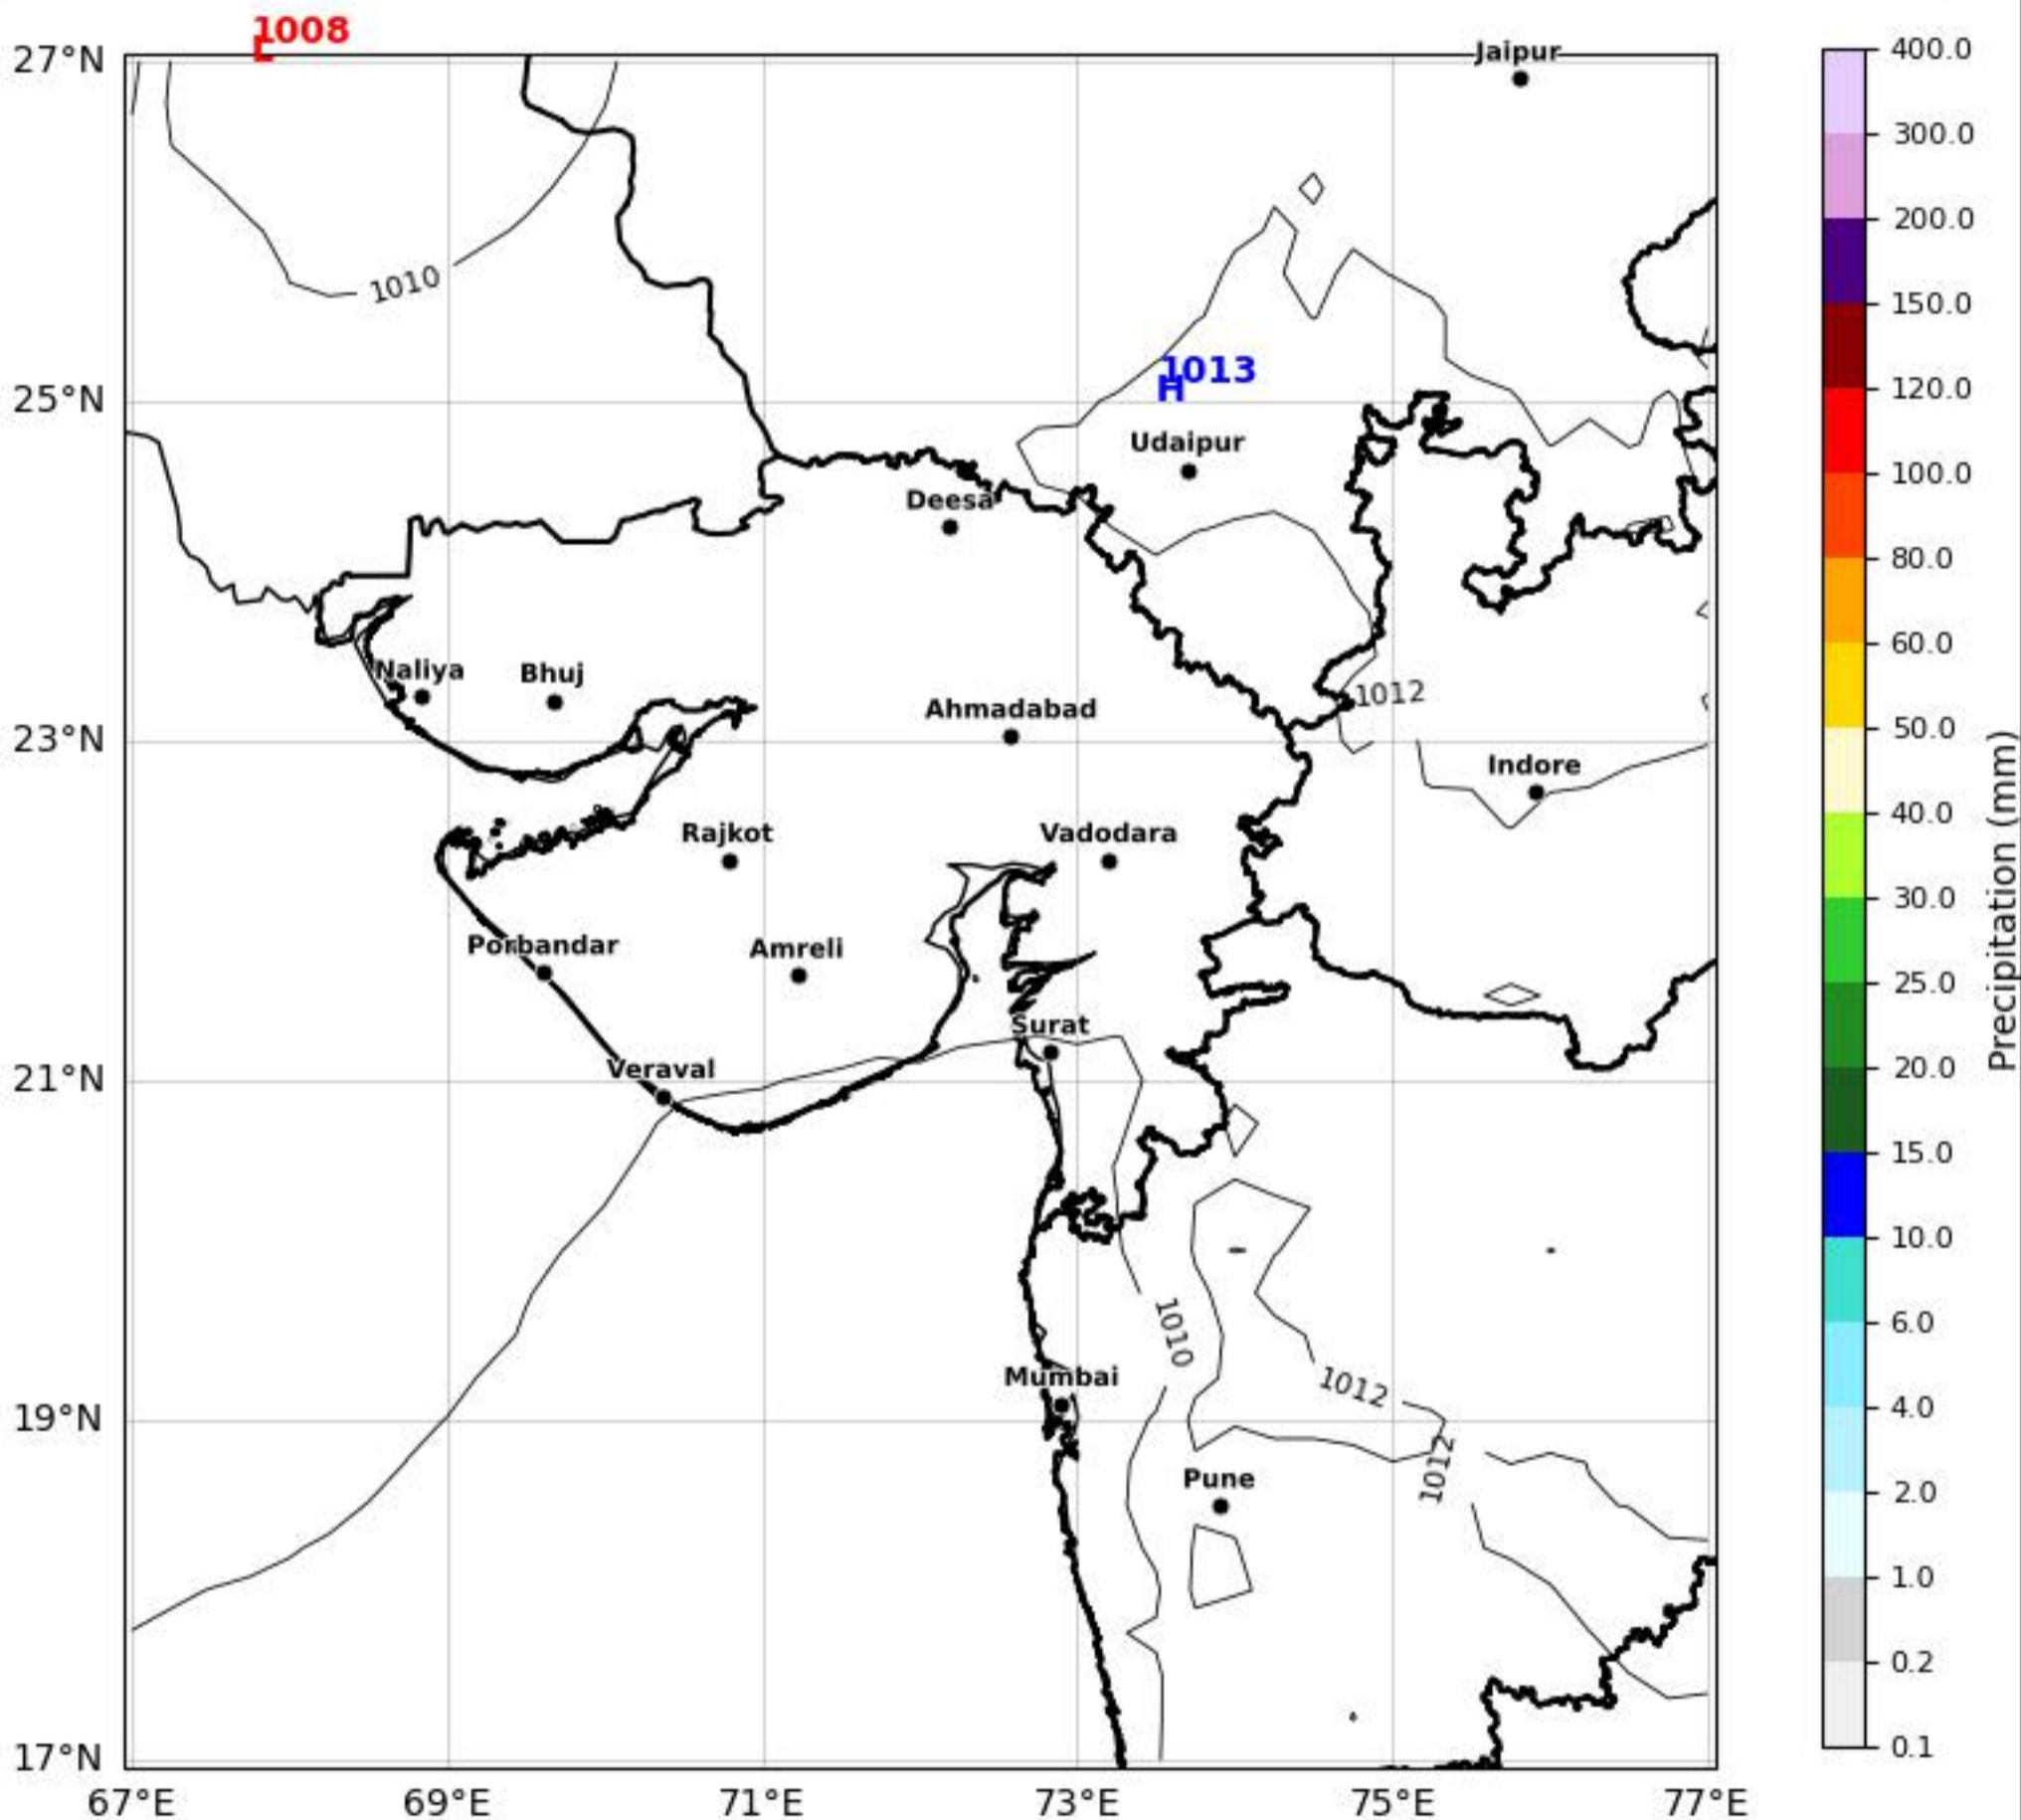 1008
L
27°N
Jaipur
400.0
300.0
1010
200.0
150.0
1013
H
25°N
120.0
Udaipur
100.0
Deesa
80.0
Naliya
Bhuj
60.0
1012
Ahmadabad
23°N
50.0
Indore
Precipitation (mm)
40.0
Rajkot
Vadodara
30.0
Porbandar
Amreli
25.0
Surat
21°N
Veraval
20.0
15.0
10.0
1010
6.0
Mumbai
1012
4.0
19°N
1012
Pune
2.0
1.0
0.2
17°N
0.1
67°E
69°E
71°E
73°E
75°E
77°E